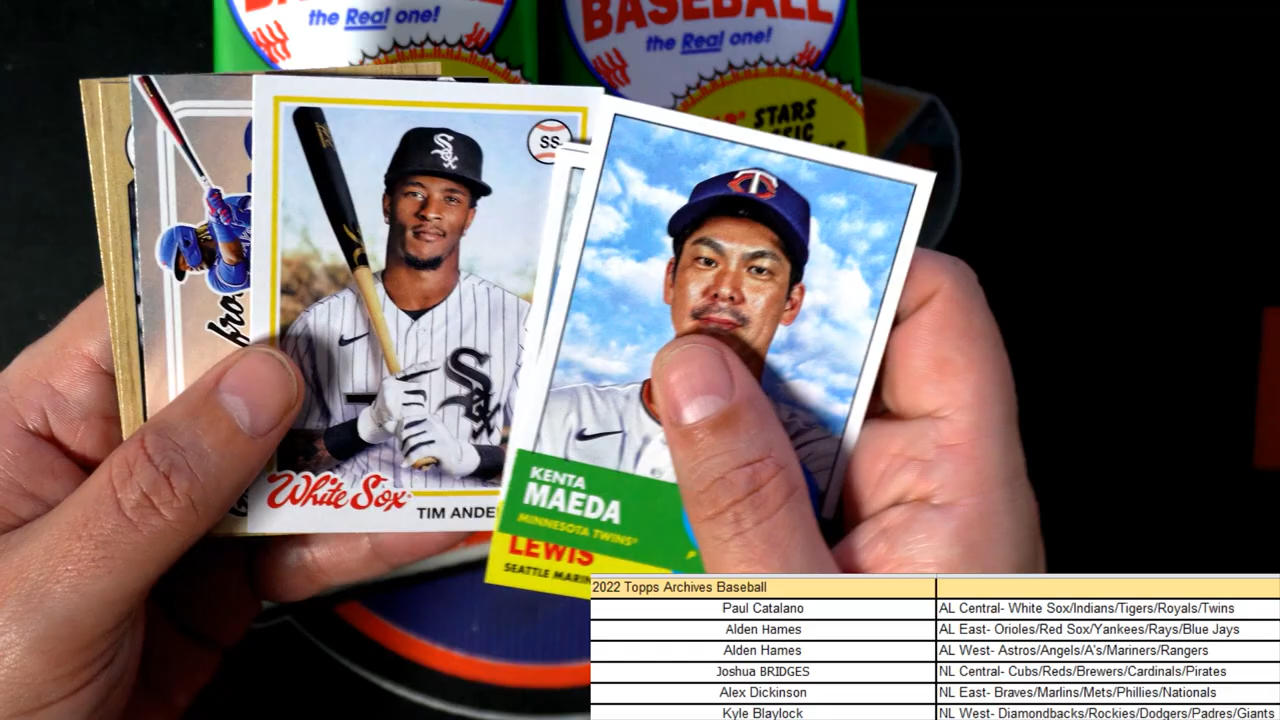 BASEBALL
the Real one!
BASEBALL
the Real one!
STARS
SS
White Sox
TIM ANDE
KENTA
MAEDA
MINNESOTA TWINS
P
LEWIS
SEATTLE MARIN
2022 Topps Archives Baseball
Paul Catalano AL Central- White Sox/Indians/Tigers/Royals/Twins
Alden Hames AL East- Orioles/Red Sox/Yankees/Rays/Blue Jays
Alden Hames AL West- Astros/Angels/A's/Mariners/Rangers
Joshua BRIDGES NL Central- Cubs/Reds/Brewers/Cardinals/Pirates
Alex Dickinson NL East- Braves/Marlins/Mets/Phillies/Nationals
Kyle Blaylock NL West- Diamondbacks/Rockies/Dodgers/Padres/Giants